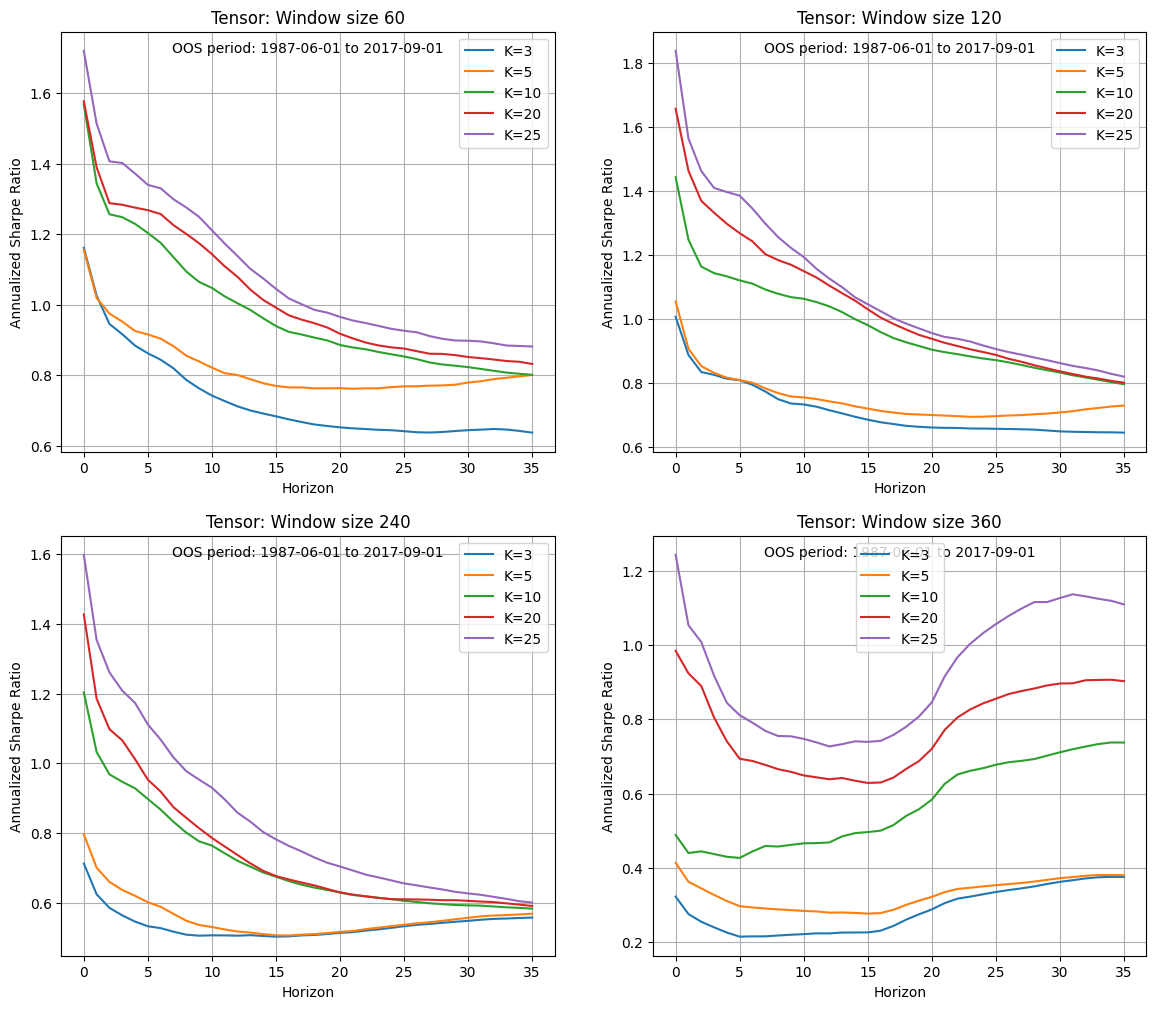 Tensor: Window size 60
OOS period: 1987-06-01 to 2017-09-01
K=3
K=5
K=10
K=20
K=25
Annualized Sharpe Ratio
1.6
1.4
1.2
1.0
0.8
0.6
0 5 10 15 20 25 30 35
Horizon
Tensor: Window size 120
OOS period: 1987-06-01 to 2017-09-01
K=3
K=5
K=10
K=20
K=25
Annualized Sharpe Ratio
1.8
1.6
1.4
1.2
1.0
0.8
0.6
0 5 10 15 20 25 30 35
Horizon
Tensor: Window size 240
OOS period: 1987-06-01 to 2017-09-01
K=3
K=5
K=10
K=20
K=25
Annualized Sharpe Ratio
1.6
1.4
1.2
1.0
0.8
0.6
0 5 10 15 20 25 30 35
Horizon
Tensor: Window size 360
OOS period: 1987-06-01 to 2017-09-01
K=3
K=5
K=10
K=20
K=25
Annualized Sharpe Ratio
1.2
1.0
0.8
0.6
0.4
0.2
0 5 10 15 20 25 30 35
Horizon